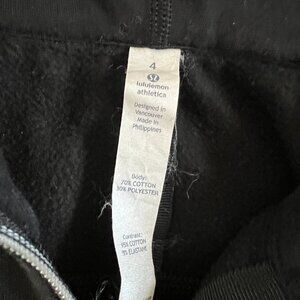 4
lululemon
athletica
Designed in
Vancouver
Made in
Philippines
Body:
70% COTTON
30% POLYESTER
Contrast:
95% COTTON
5% ELASTANE